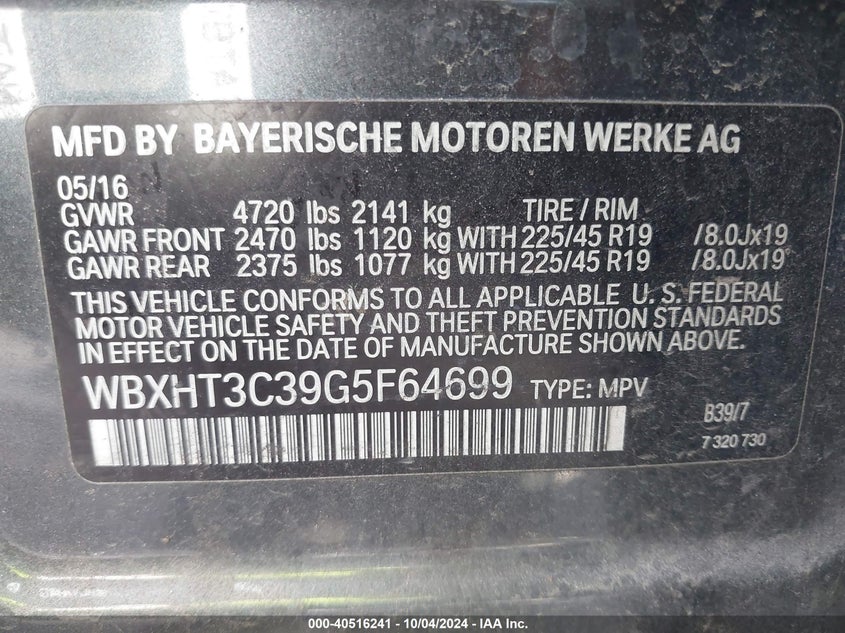 MFD BY BAYERISCHE MOTOREN WERKE AG
05/16
GVWR 4720 lbs 2141 kg TIRE / RIM
GAWR FRONT 2470 lbs 1120 kg WITH 225/45 R19 /8.0Jx19
GAWR REAR 2375 lbs 1077 kg WITH 225/45 R19 /8.0Jx19
THIS VEHICLE CONFORMS TO ALL APPLICABLE U. S. FEDERAL
MOTOR VEHICLE SAFETY AND THEFT PREVENTION STANDARDS
IN EFFECT ON THE DATE OF MANUFACTURE SHOWN ABOVE.
WBXHT3C39G5F64699 TYPE: MPV
B39/7
7 320 730
000-40516241 - 10/04/2024 - IAA Inc.